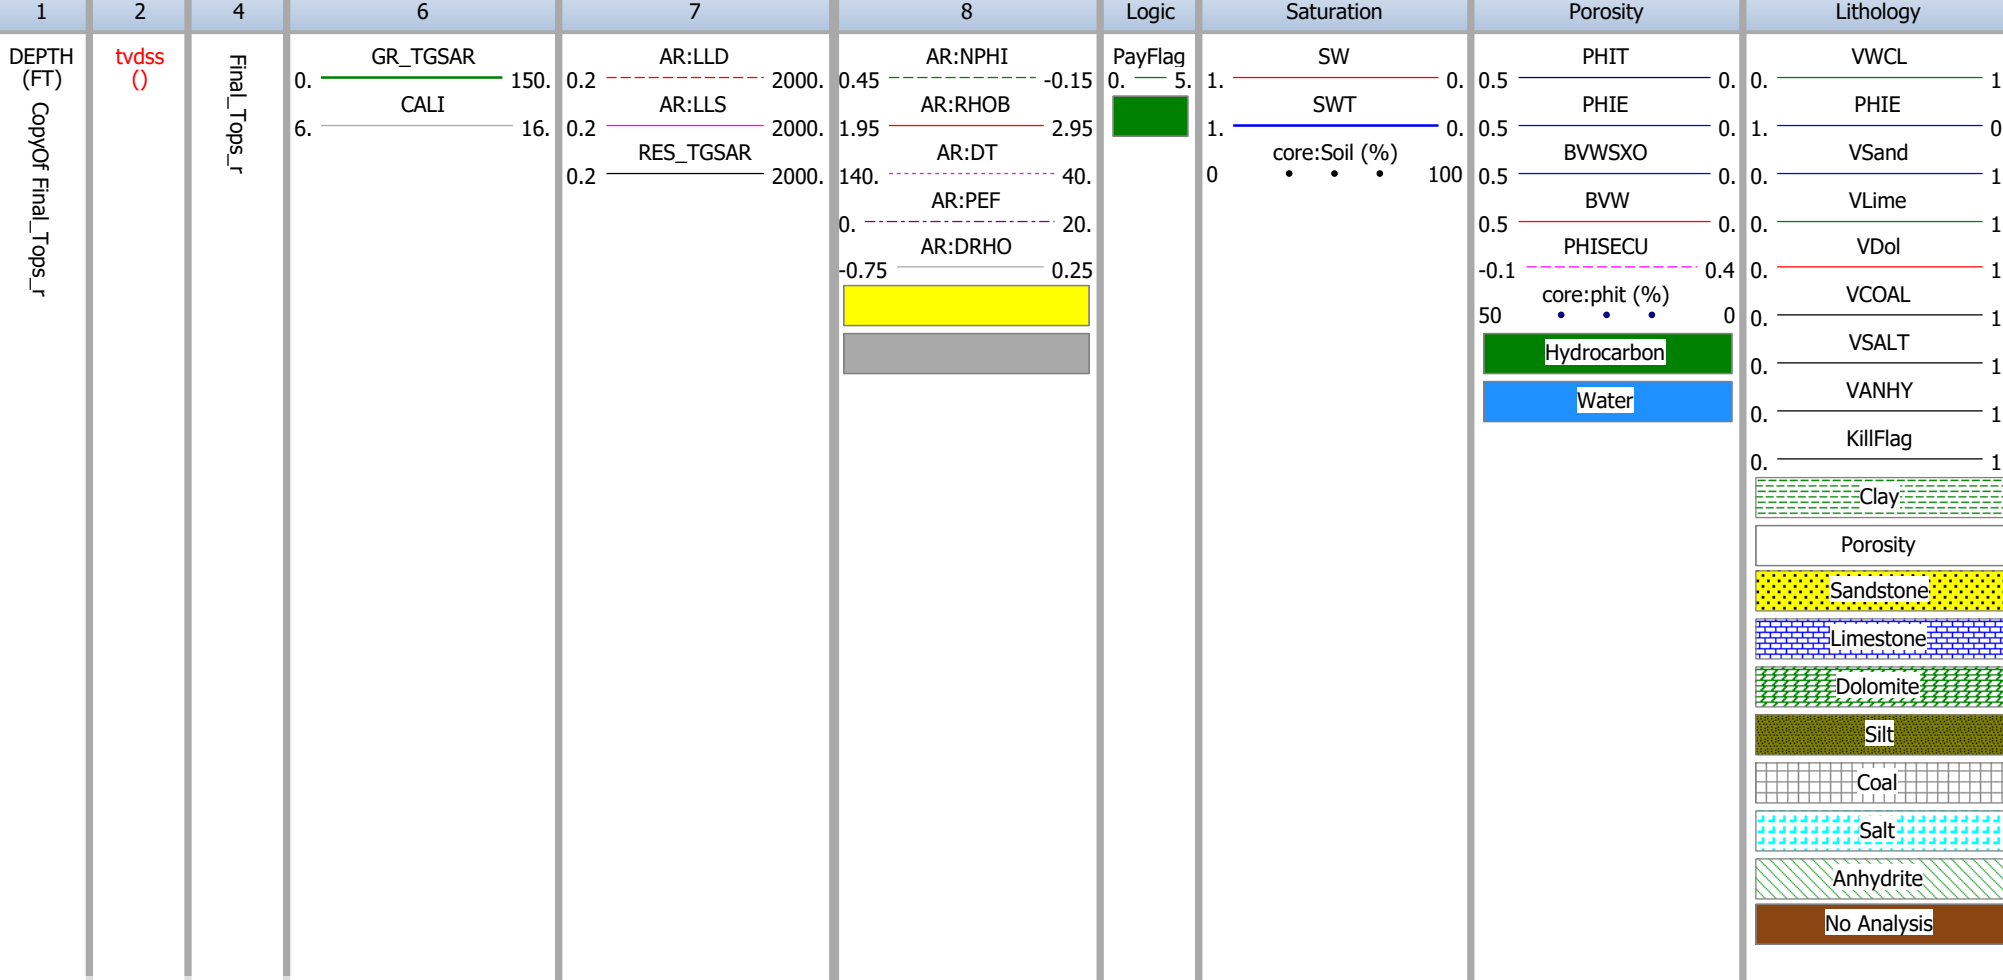 1
2
4
6
7
8
Logic
Saturation
Porosity
Lithology
DEPTH
(FT)
CopyOf Final_Tops_r
tvdss
()
Final_Tops_r
GR_TGSAR
0. 150.
CALI
6. 16.
AR:LLD
0.2 2000.
AR:LLS
0.2 2000.
RES_TGSAR
0.2 2000.
AR:NPHI
0.45 -0.15
AR:RHOB
1.95 2.95
AR:DT
140. 40.
AR:PEF
0. 20.
AR:DRHO
-0.75 0.25
PayFlag
0. 5.
SW
1. 0.
SWT
1. 0.
core:Soil (%)
0 100
PHIT
0.5 0.
PHIE
0.5 0.
BVWSXO
0.5 0.
BVW
0.5 0.
PHISECU
-0.1 0.4
core:phit (%)
50 0
Hydrocarbon
Water
VWCL
0. 1
PHIE
1. 0
VSand
0. 1
VLime
0. 1
VDol
0. 1
VCOAL
0. 1
VSALT
0. 1
VANHY
0. 1
KillFlag
0. 1
Clay
Porosity
Sandstone
Limestone
Dolomite
Silt
Coal
Salt
Anhydrite
No Analysis